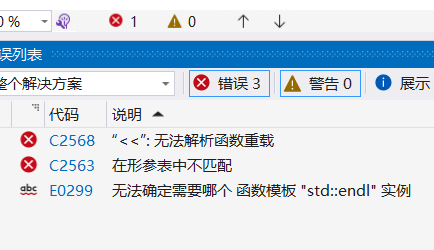 0 %
1
0
误列表
整个解决方案
错误 3
警告 0
展示
代码
说明
C2568
“<<”: 无法解析函数重载
C2563
在形参表中不匹配
abc
E0299
无法确定需要哪个 函数模板 "std::endl" 实例